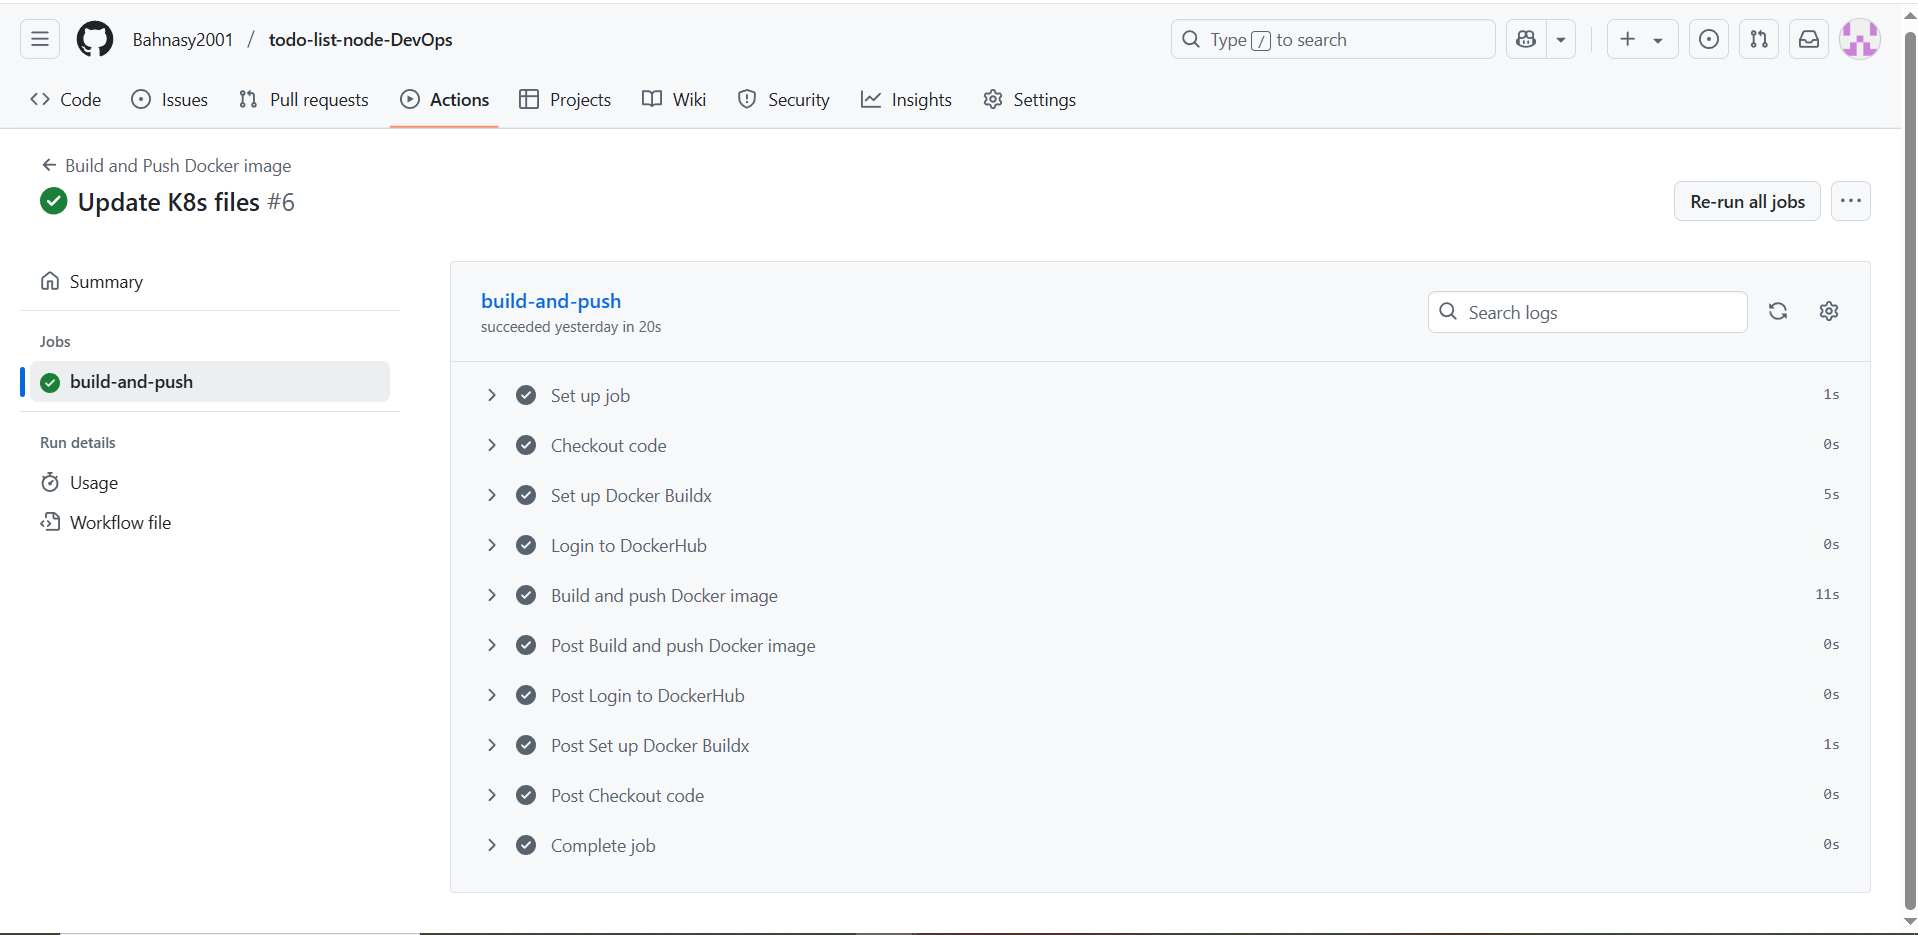 Bahnasy2001 / todo-list-node-DevOps
Type / to search
Code Issues Pull requests Actions Projects Wiki Security Insights Settings
Build and Push Docker image
Update K8s files #6
Re-run all jobs
Summary
Jobs
build-and-push
Run details
Usage
Workflow file
build-and-push
succeeded yesterday in 20s
Search logs
Set up job 1s
Checkout code 0s
Set up Docker Buildx 5s
Login to DockerHub 0s
Build and push Docker image 11s
Post Build and push Docker image 0s
Post Login to DockerHub 0s
Post Set up Docker Buildx 1s
Post Checkout code 0s
Complete job 0s